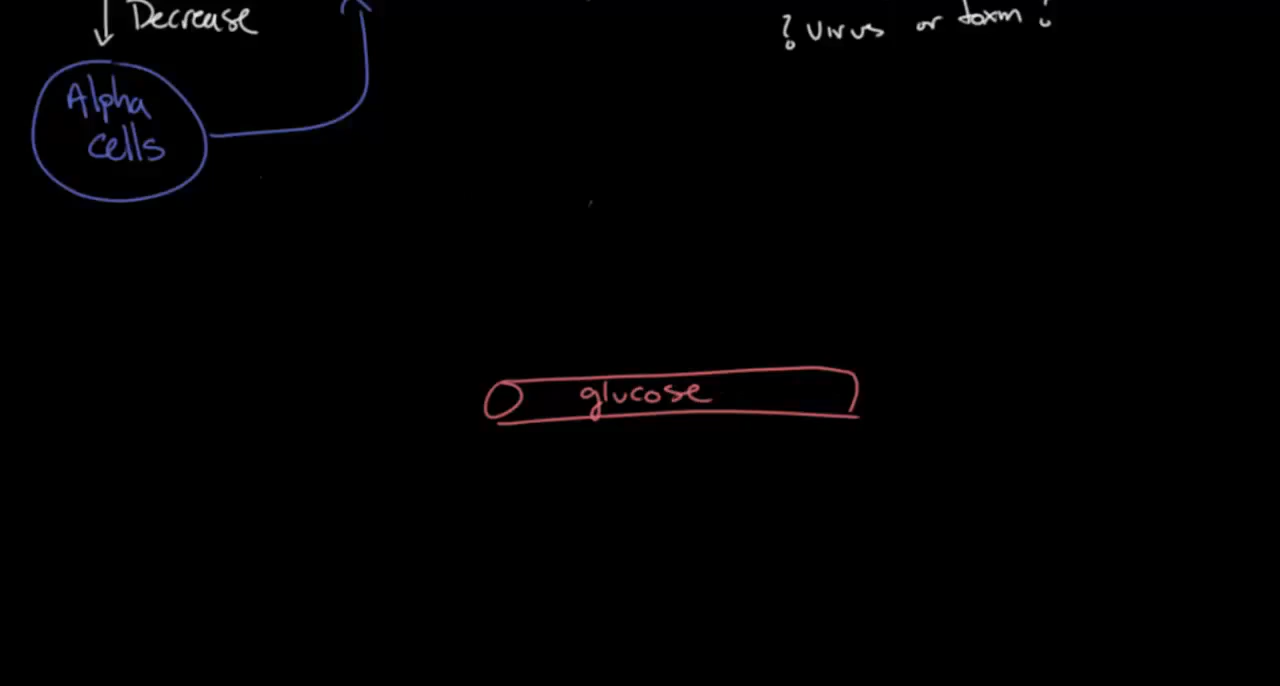 Decrease
? Virus or toxin ?
Alpha
cells
glucose